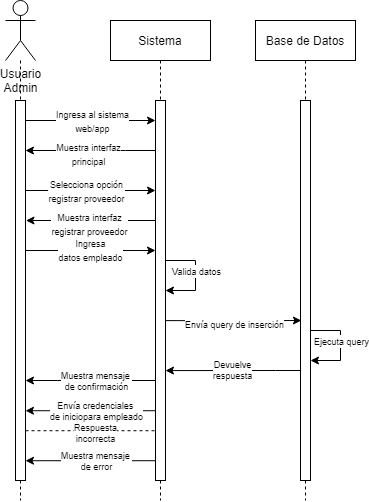 Usuario
Admin
Sistema
Base de Datos
Ingresa al sistema
web/app
Muestra interfaz
principal
Selecciona opción
registrar proveedor
Muestra interfaz
registrar proveedor
Ingresa
datos empleado
Valida datos
Envía query de inserción
Ejecuta query
Devuelve
respuesta
Muestra mensaje
de confirmación
Envía credenciales
de iniciopara empleado
Respuesta
incorrecta
Muestra mensaje
de error